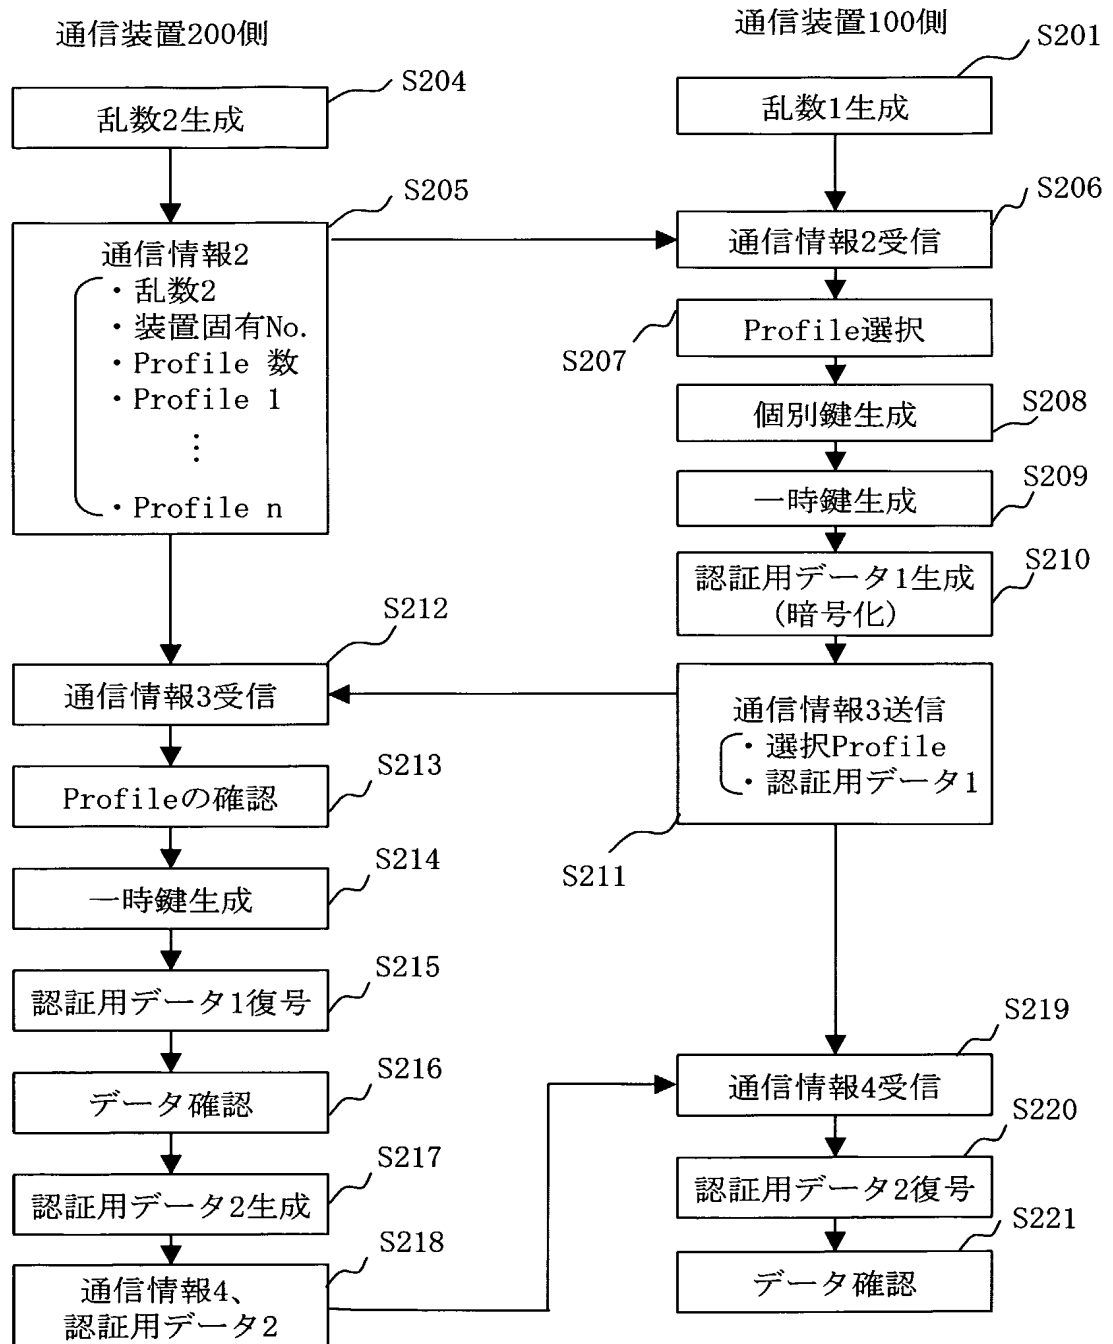 通信装置200側
S204
乱数2生成
S205
通信情報2
・乱数2
・装置固有No.
・Profile 数
・Profile 1
⋮
・Profile n
S212
通信情報3受信
S213
Profileの確認
S214
一時鍵生成
S215
認証用データ1復号
S216
データ確認
S217
認証用データ2生成
S218
通信情報4、
認証用データ2
通信装置100側
S201
乱数1生成
S206
通信情報2受信
S207
Profile選択
S208
個別鍵生成
S209
一時鍵生成
S210
認証用データ1生成
(暗号化)
通信情報3送信
・選択Profile
・認証用データ1
S211
S219
通信情報4受信
S220
認証用データ2復号
S221
データ確認